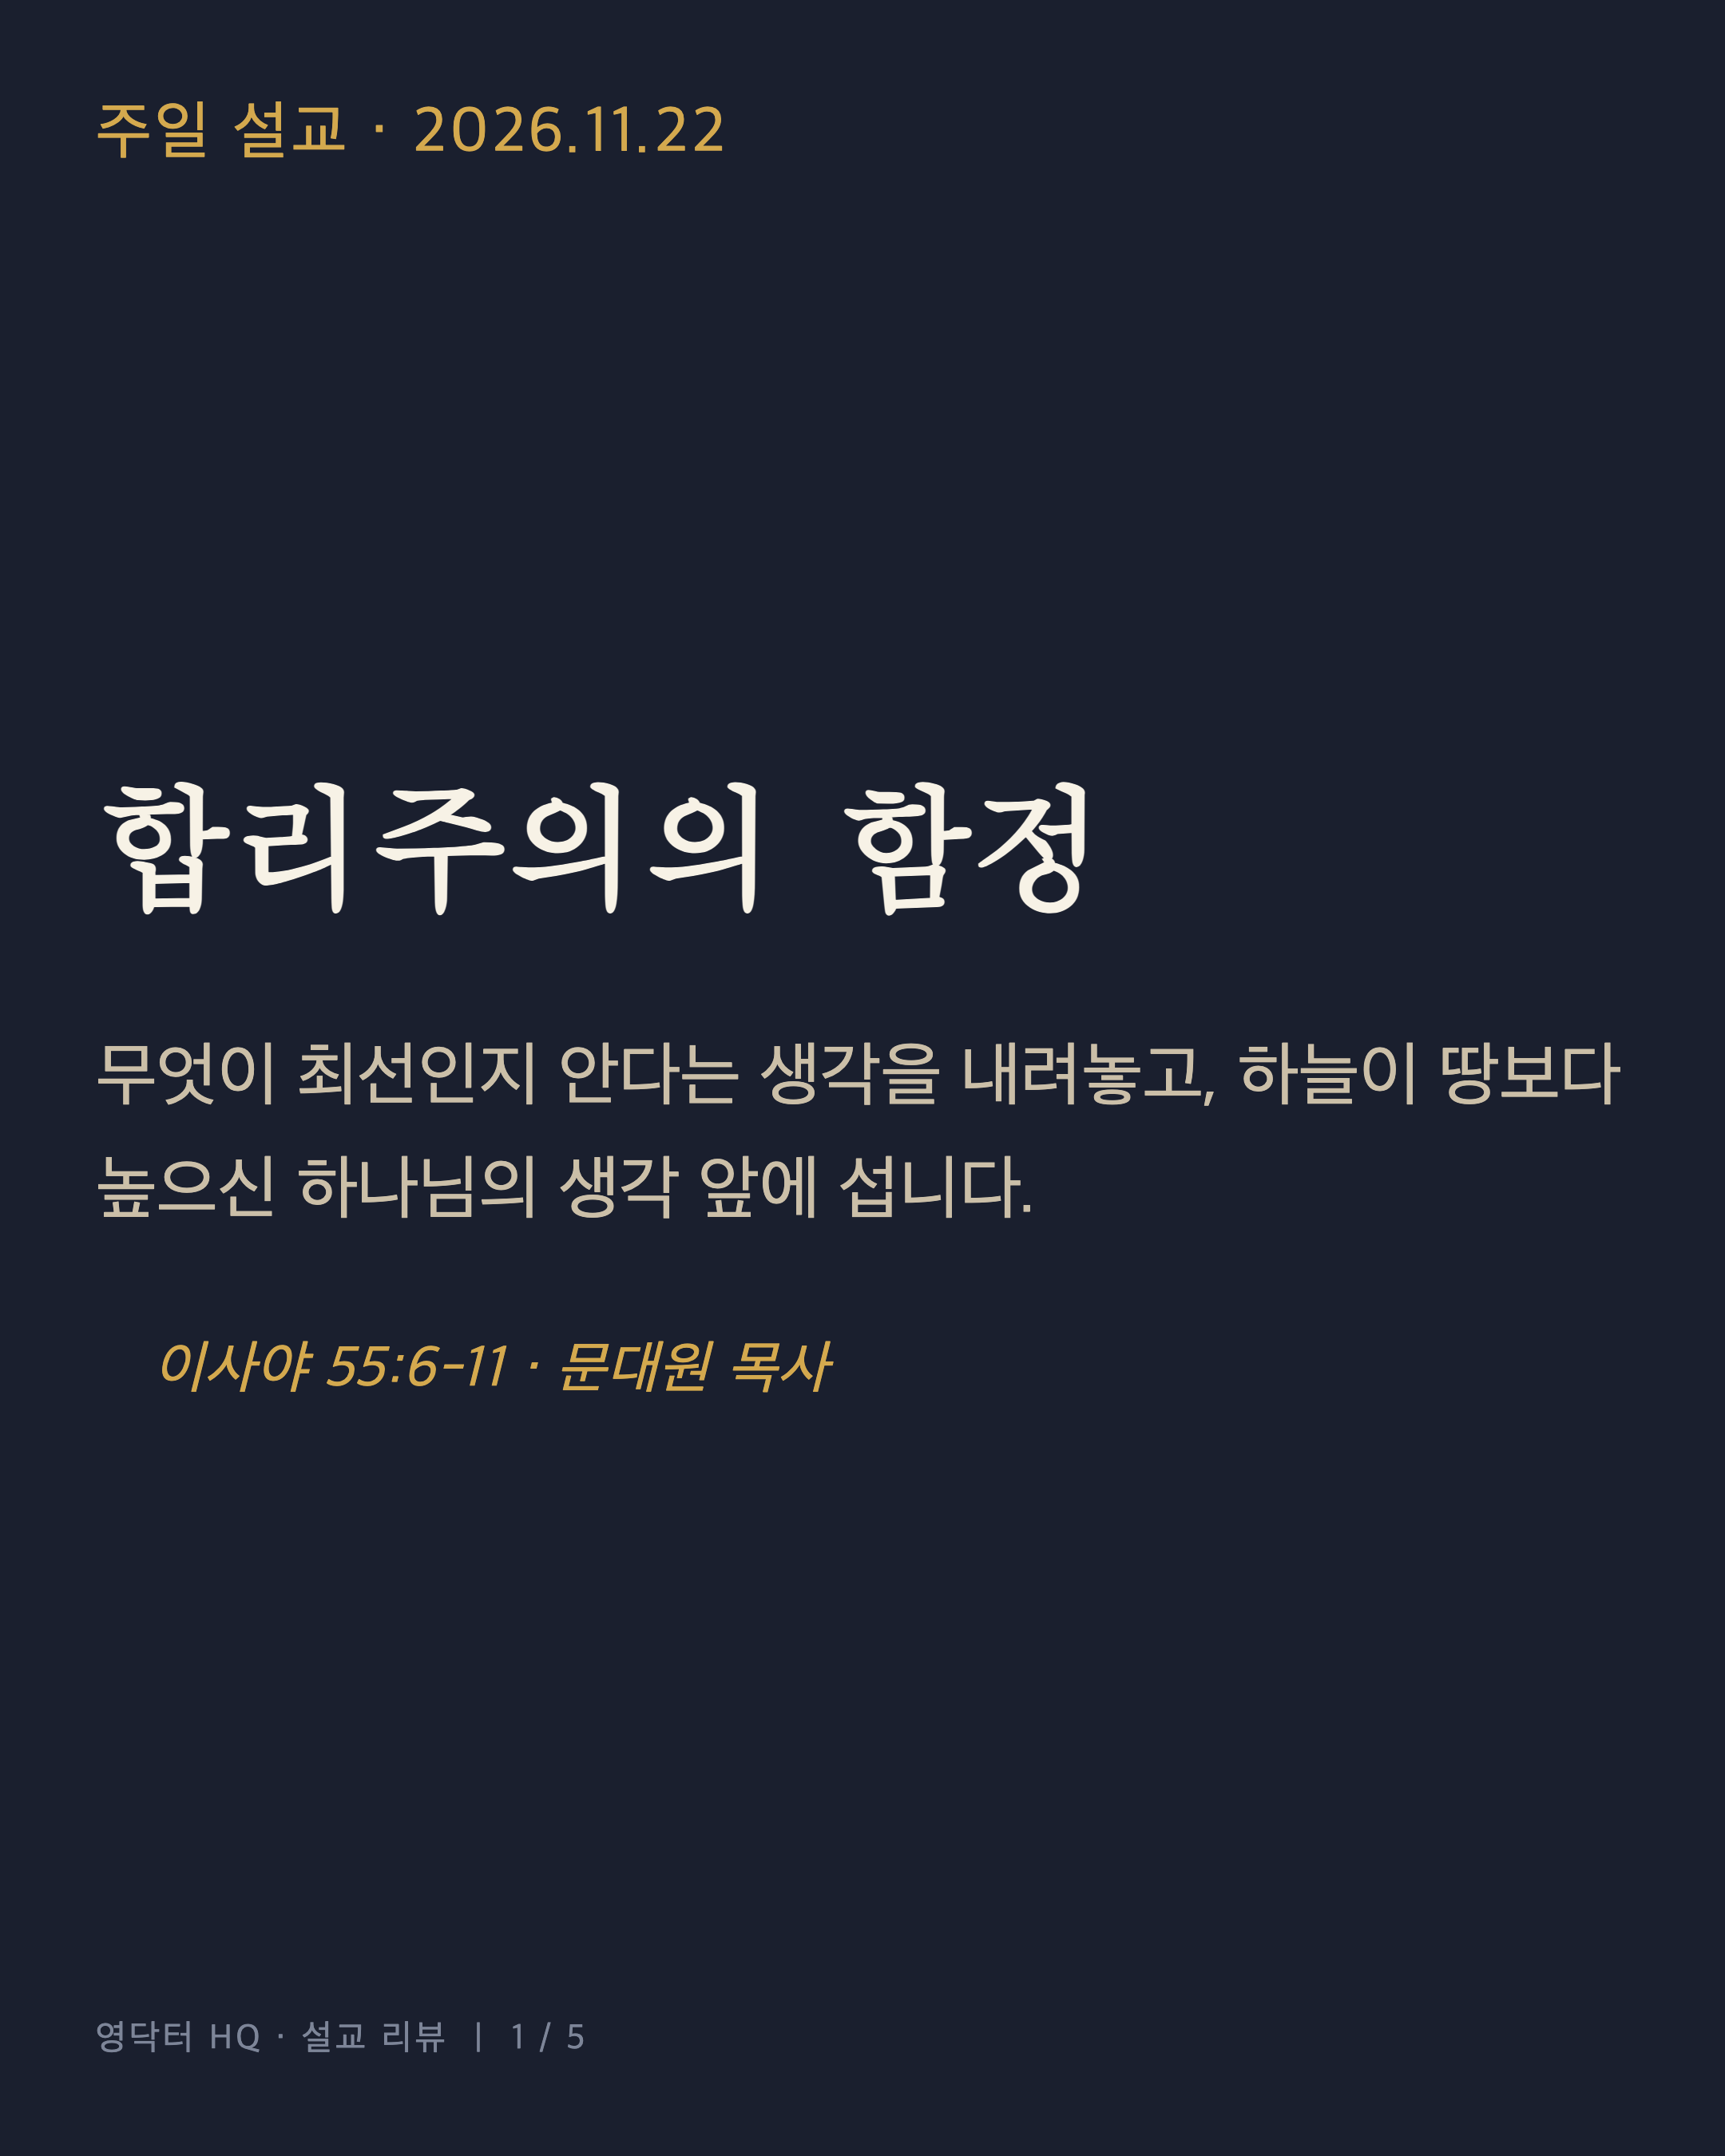 주일 설교 · 2026.11.22
합리주의의 함정
무엇이 최선인지 안다는 생각을 내려놓고, 하늘이 땅보다
높으신 하나님의 생각 앞에 섭니다.
이사야 55:6-11 · 문대원 목사
영닥터 HQ · 설교 리뷰 | 1 / 5